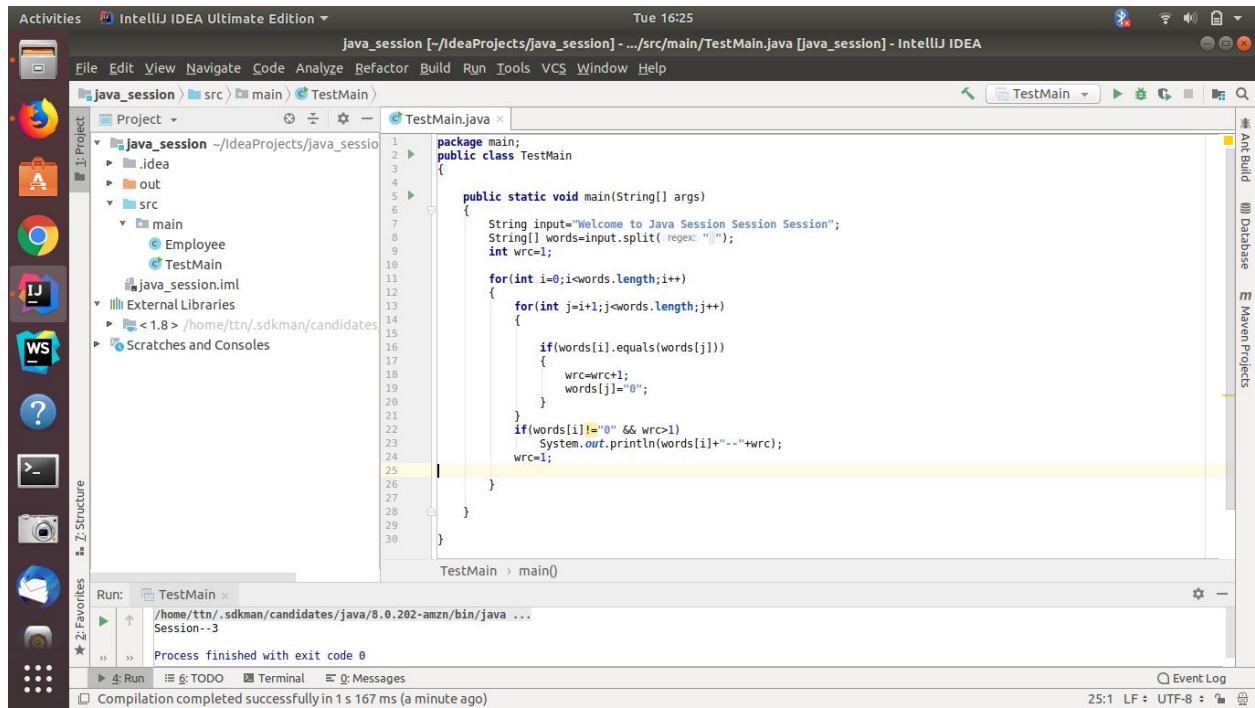 Activities IntelliJ IDEA Ultimate Edition Tue 16:25
java_session [~/IdeaProjects/java_session] - .../src/main/TestMain.java [java_session] - IntelliJ IDEA
File Edit View Navigate Code Analyze Refactor Build Run Tools VCS Window Help
java_session src main TestMain TestMain
1: Project
Project
java_session ~/IdeaProjects/java_sessio
.idea
out
src
main
Employee
TestMain
java_session.iml
External Libraries
< 1.8 > /home/ttn/.sdkman/candidates
Scratches and Consoles
TestMain.java
1 package main;
2 public class TestMain
3 {
4
5 public static void main(String[] args)
6 {
7 String input="Welcome to Java Session Session Session";
8 String[] words=input.split( regex: " ");
9 int wrc=1;
10
11 for(int i=0;i<words.length;i++)
12 {
13 for(int j=i+1;j<words.length;j++)
14 {
15
16 if(words[i].equals(words[j]))
17 {
18 wrc=wrc+1;
19 words[j]="0";
20 }
21 }
22 if(words[i]!="0" && wrc>1)
23 System.out.println(words[i]+"--"+wrc);
24 wrc=1;
25
26 }
27
28 }
29
30 }
TestMain › main()
Ant Build
Database
m Maven Projects
IJ
WS
?
>_
Z: Structure
2: Favorites
Run: TestMain
/home/ttn/.sdkman/candidates/java/8.0.202-amzn/bin/java ...
Session--3
Process finished with exit code 0
4: Run 6: TODO Terminal 0: Messages Event Log
Compilation completed successfully in 1 s 167 ms (a minute ago) 25:1 LF UTF-8